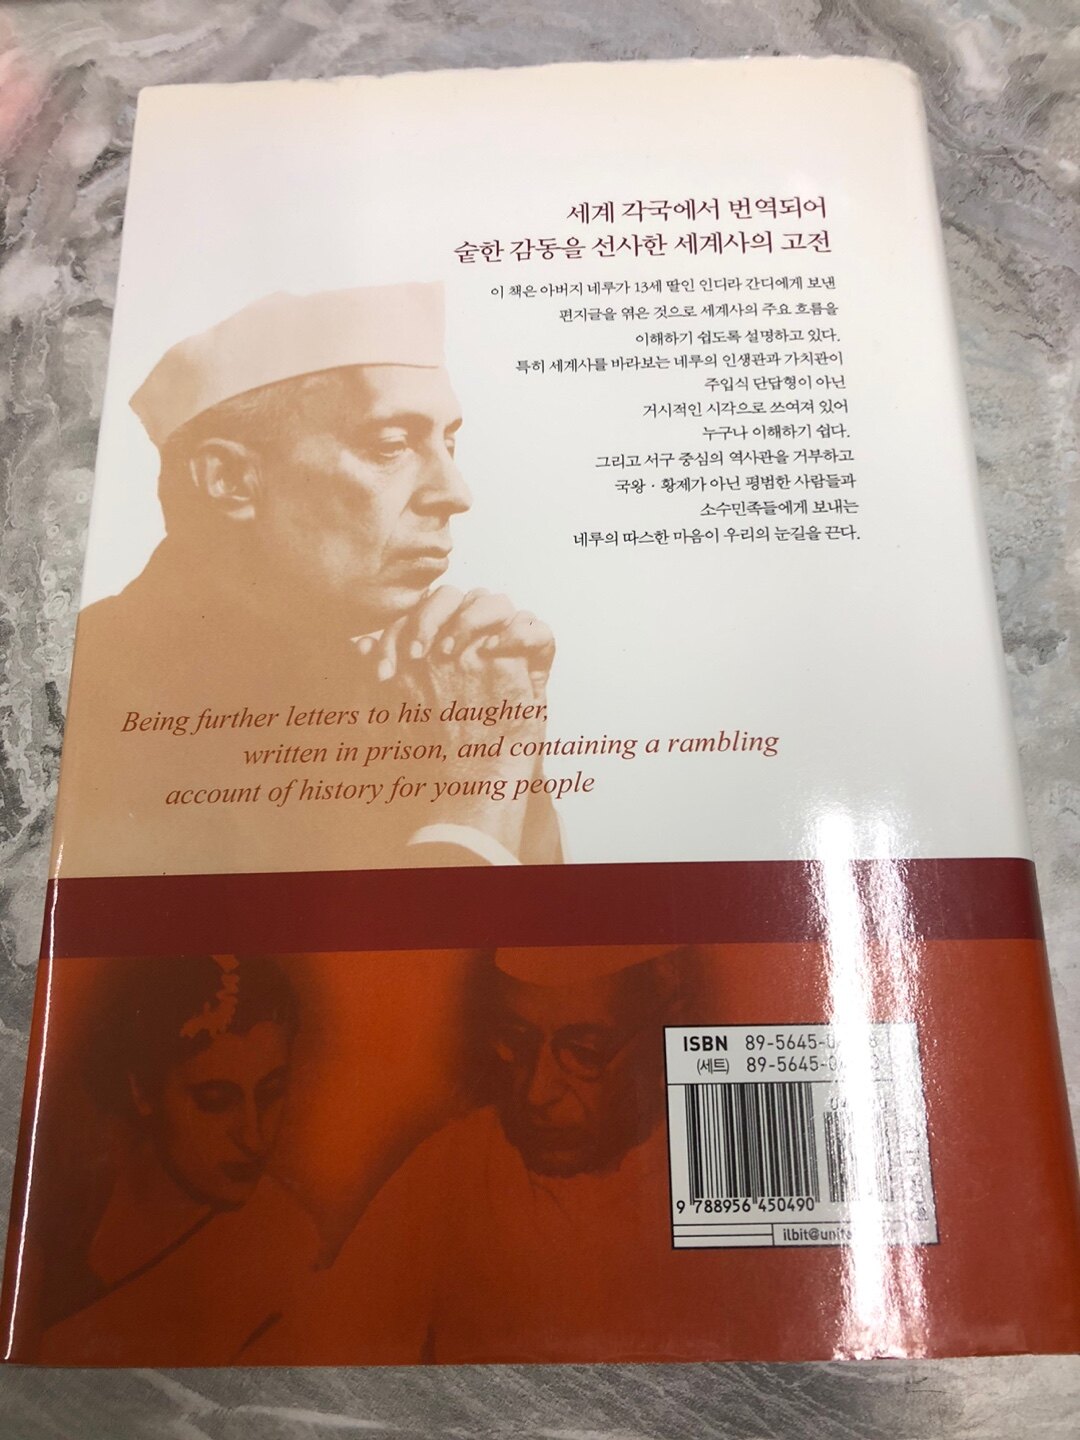 세계 각국에서 번역되어
숱한 감동을 선사한 세계사의 고전
이 책은 아버지 네루가 13세 딸인 인디라 간디에게 보낸
편지글을 엮은 것으로 세계사의 주요 흐름을
이해하기 쉽도록 설명하고 있다.
특히 세계사를 바라보는 네루의 인생관과 가치관이
주입식 단답형이 아닌
거시적인 시각으로 쓰여져 있어
누구나 이해하기 쉽다.
그리고 서구 중심의 역사관을 거부하고
국왕 · 황제가 아닌 평범한 사람들과
소수민족들에게 보내는
네루의 따스한 마음이 우리의 눈길을 끈다.
Being further letters to his daughter,
written in prison, and containing a rambling
account of history for young people
ISBN
(세트)
9 788956 450490